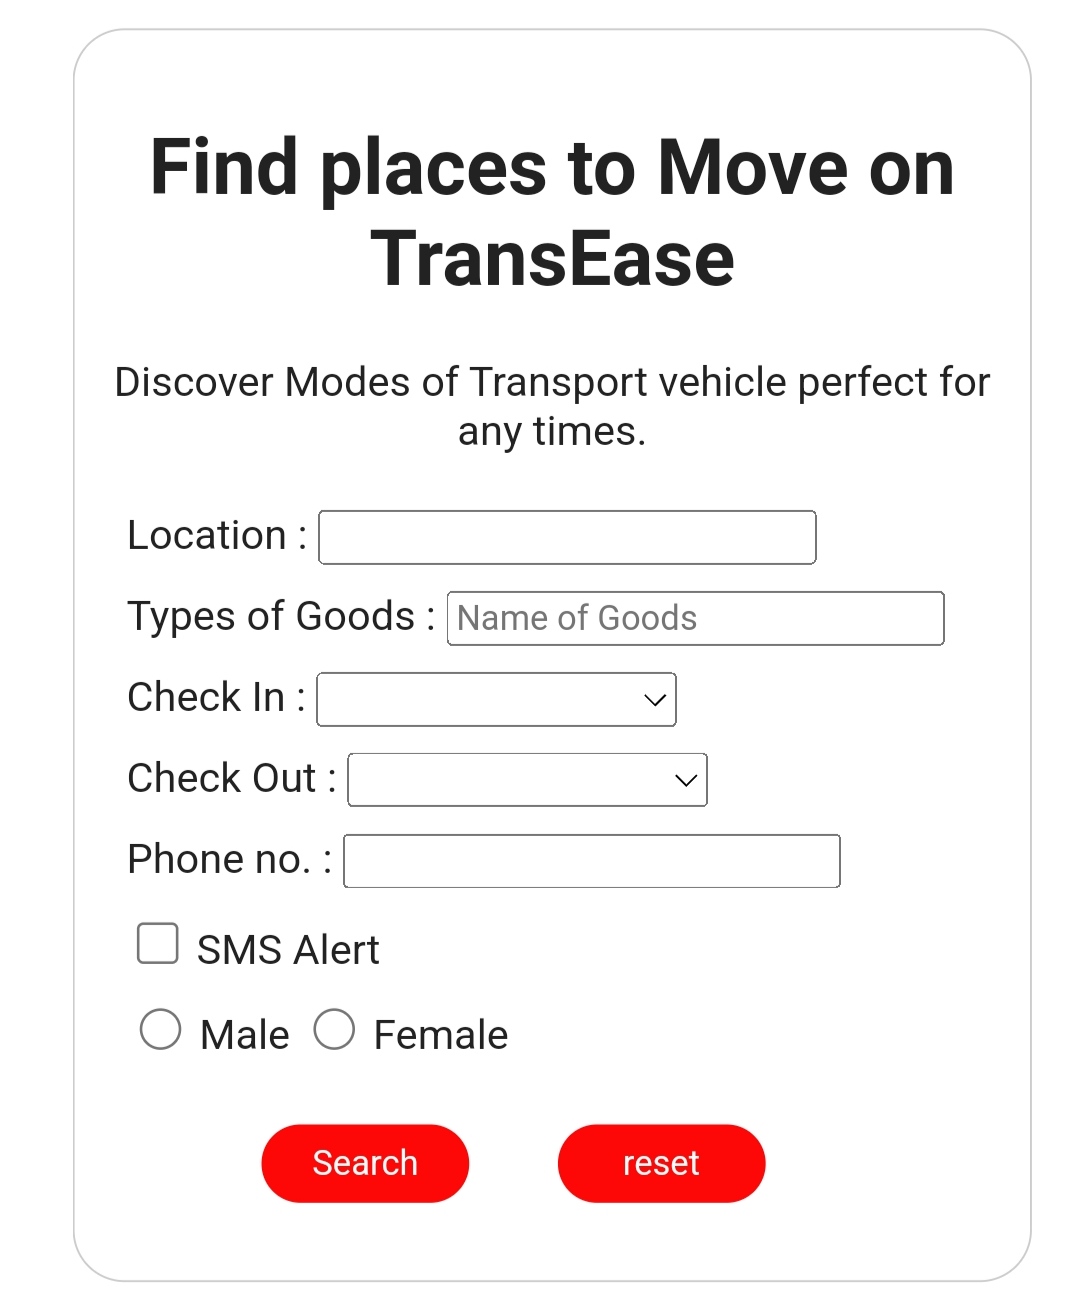 Find places to Move on
TransEase
Discover Modes of Transport vehicle perfect for
any times.
Location :
Types of Goods : Name of Goods
Check In :
Check Out :
Phone no. :
SMS Alert
Male Female
Search reset